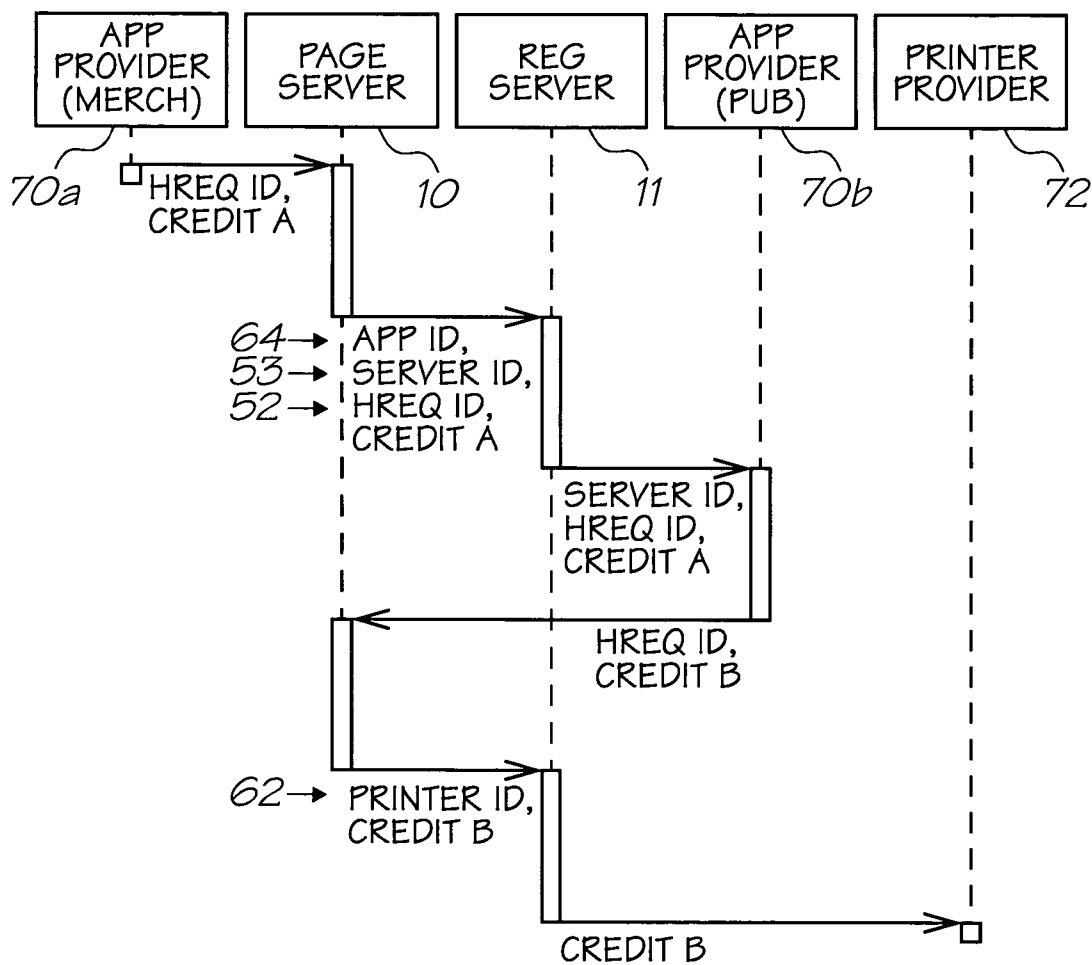 APP
PROVIDER
(MERCH)
PAGE
SERVER
REG
SERVER
APP
PROVIDER
(PUB)
PRINTER
PROVIDER
70a
10
11
70b
72
HREQ ID,
CREDIT A
64 APP ID,
53 SERVER ID,
52 HREQ ID,
CREDIT A
SERVER ID,
HREQ ID,
CREDIT A
HREQ ID,
CREDIT B
62 PRINTER ID,
CREDIT B
CREDIT B